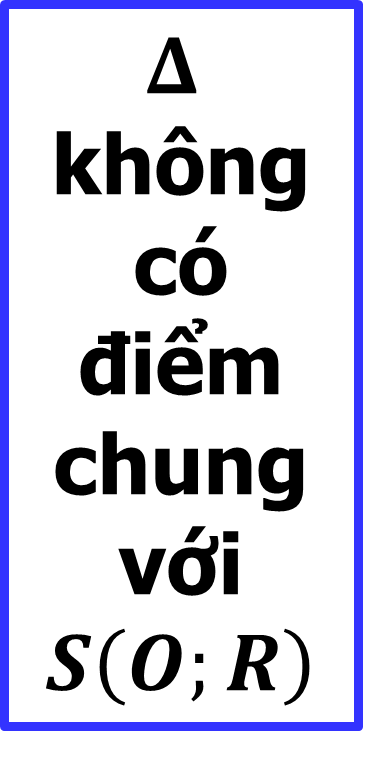 Δ
không
có
điểm
chung
với
S(O; R)